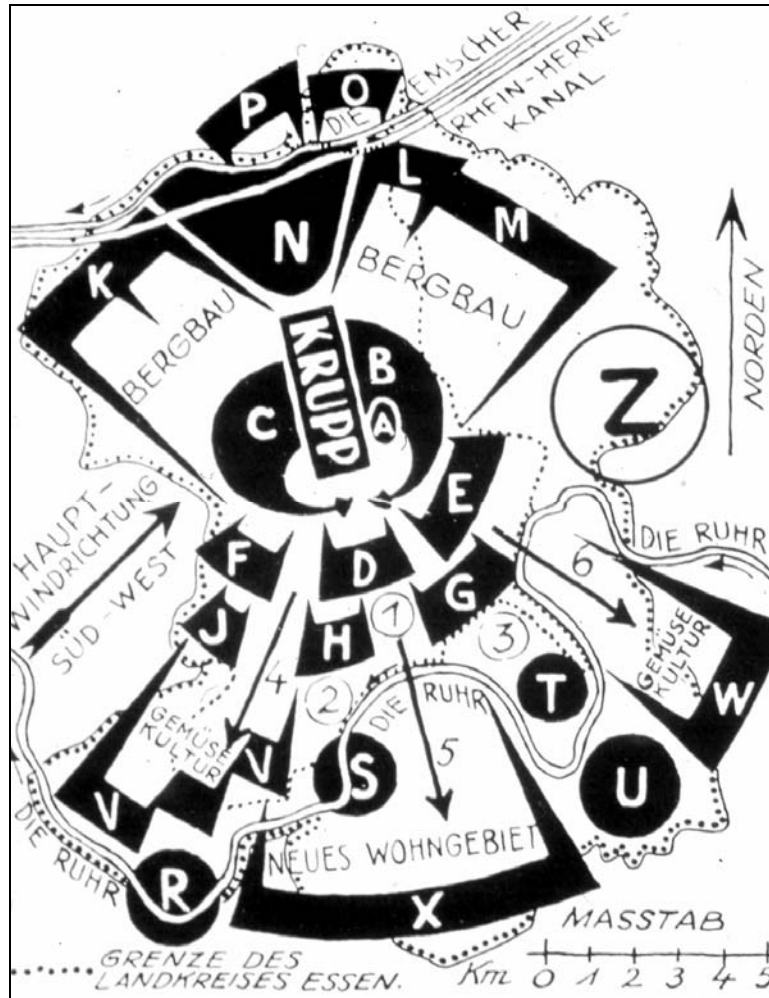 P
O
DIE
EMSCHER
RHEIN-HERNE-
KANAL
N
L
M
K
BERGBAU
BERGBAU
NORDEN
KRUPP
B
C
A
Z
E
HAUPT-
WINDRICHTUNG
SÜD-WEST
F
D
G
6
DIE RUHR
J
H
1
3
GEMÜSE
KULTUR
4
2
DIE RUHR
T
W
GEMÜSE
KULTUR
V
V
S
5
U
DIE RUHR
R
NEUES WOHNGEBIET
X
MASSTAB
GRENZE DES
LANDKREISES ESSEN.
Km 0 1 2 3 4 5